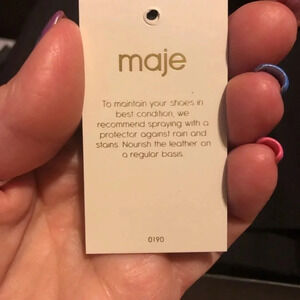 maje
To maintain your shoes in
best condition, we
recommend spraying with a
protector against rain and
stains. Nourish the leather on
a regular basis.
0190